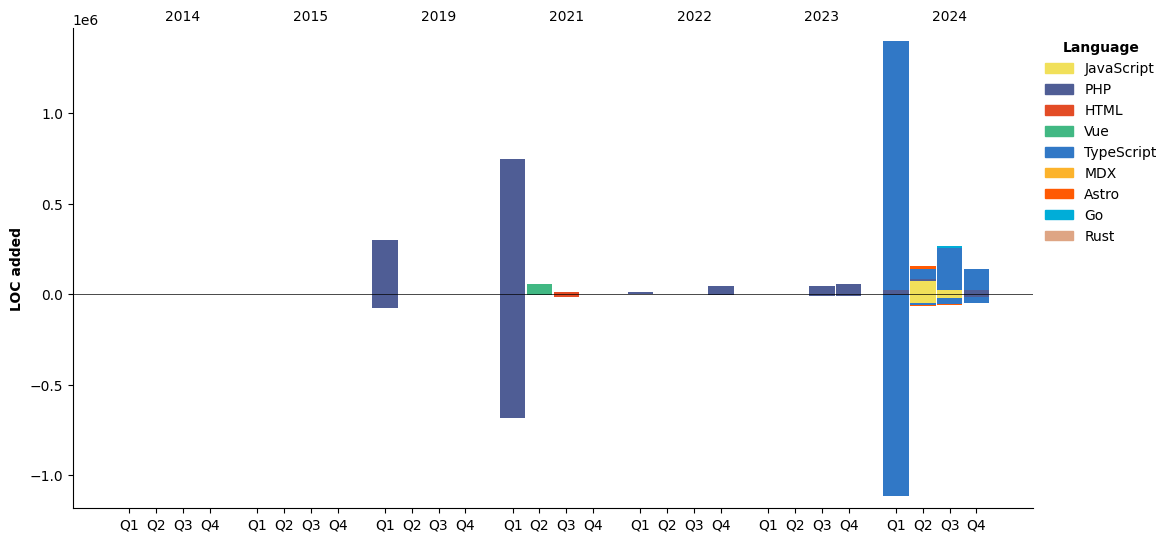 1e6
2014 2015 2019 2021 2022 2023 2024
Language
JavaScript
PHP
HTML
Vue
TypeScript
MDX
Astro
Go
Rust
1.0
0.5
0.0
−0.5
−1.0
LOC added
Q1 Q2 Q3 Q4 Q1 Q2 Q3 Q4 Q1 Q2 Q3 Q4 Q1 Q2 Q3 Q4 Q1 Q2 Q3 Q4 Q1 Q2 Q3 Q4 Q1 Q2 Q3 Q4